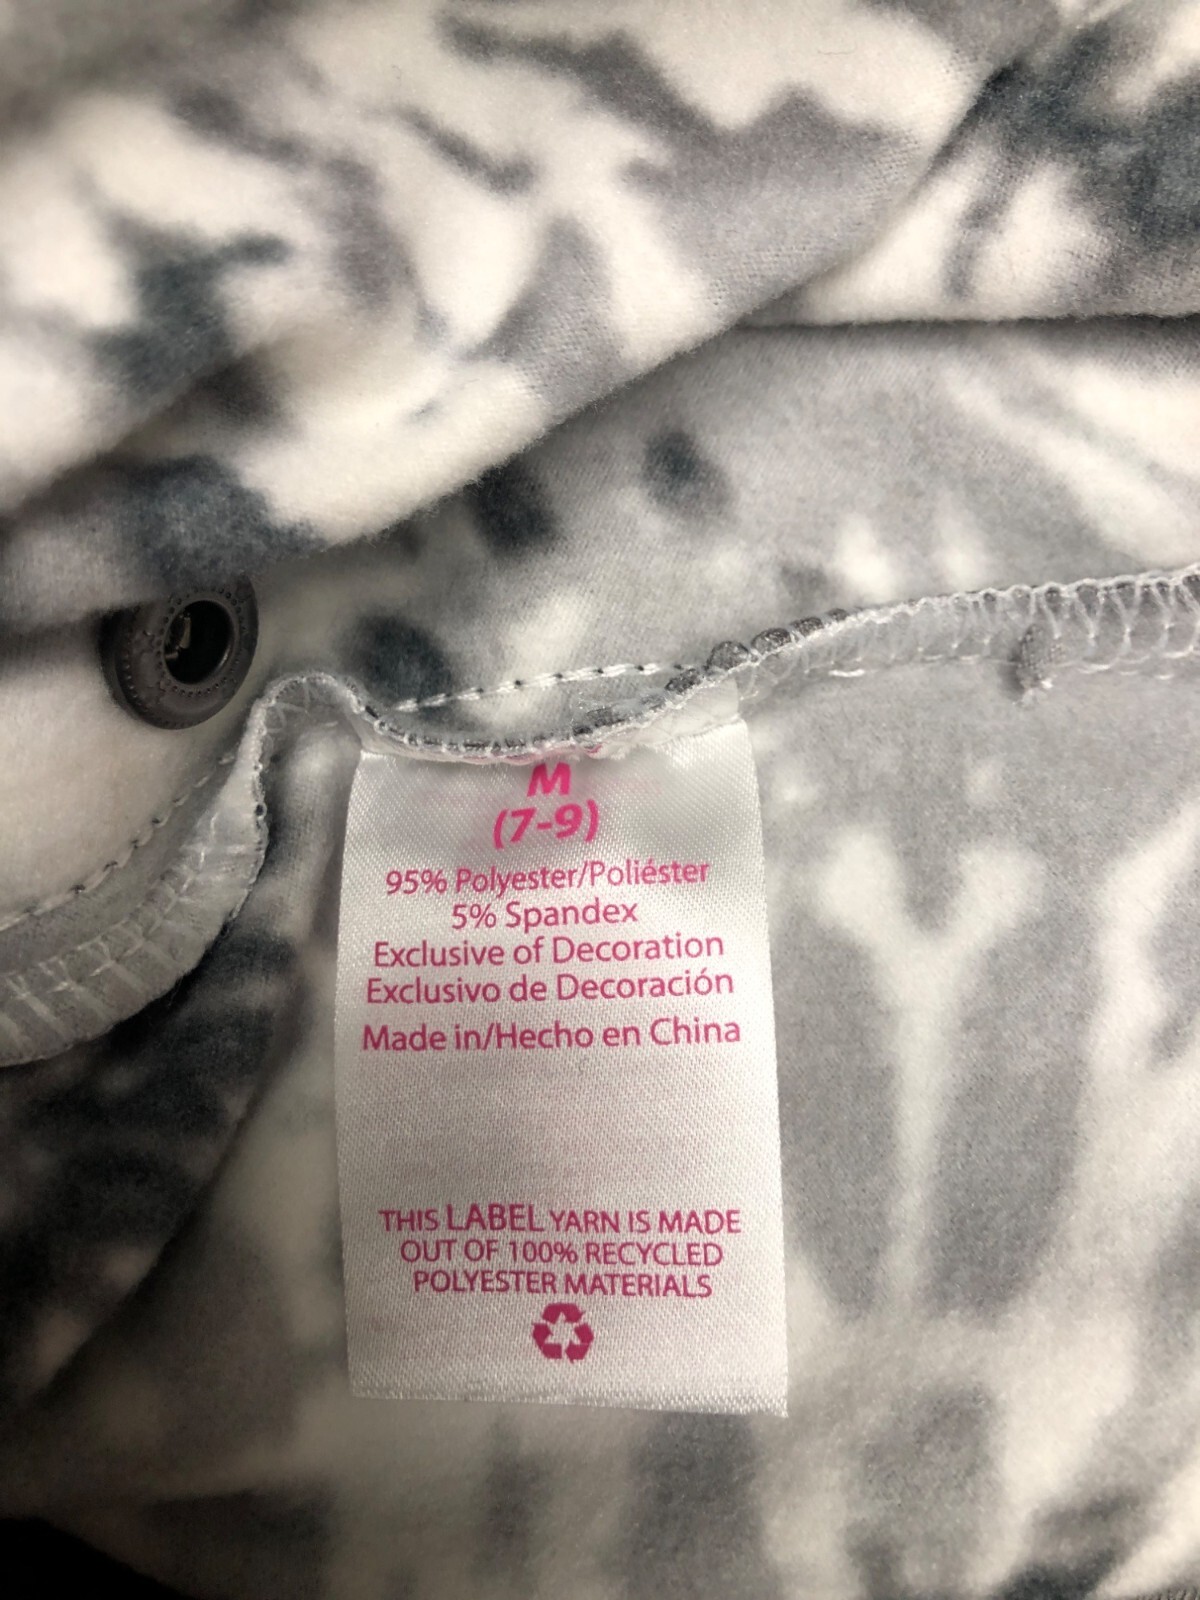 M
(7-9)
95% Polyester/Poliéster
5% Spandex
Exclusive of Decoration
Exclusivo de Decoración
Made in/Hecho en China
THIS LABEL YARN IS MADE
OUT OF 100% RECYCLED
POLYESTER MATERIALS